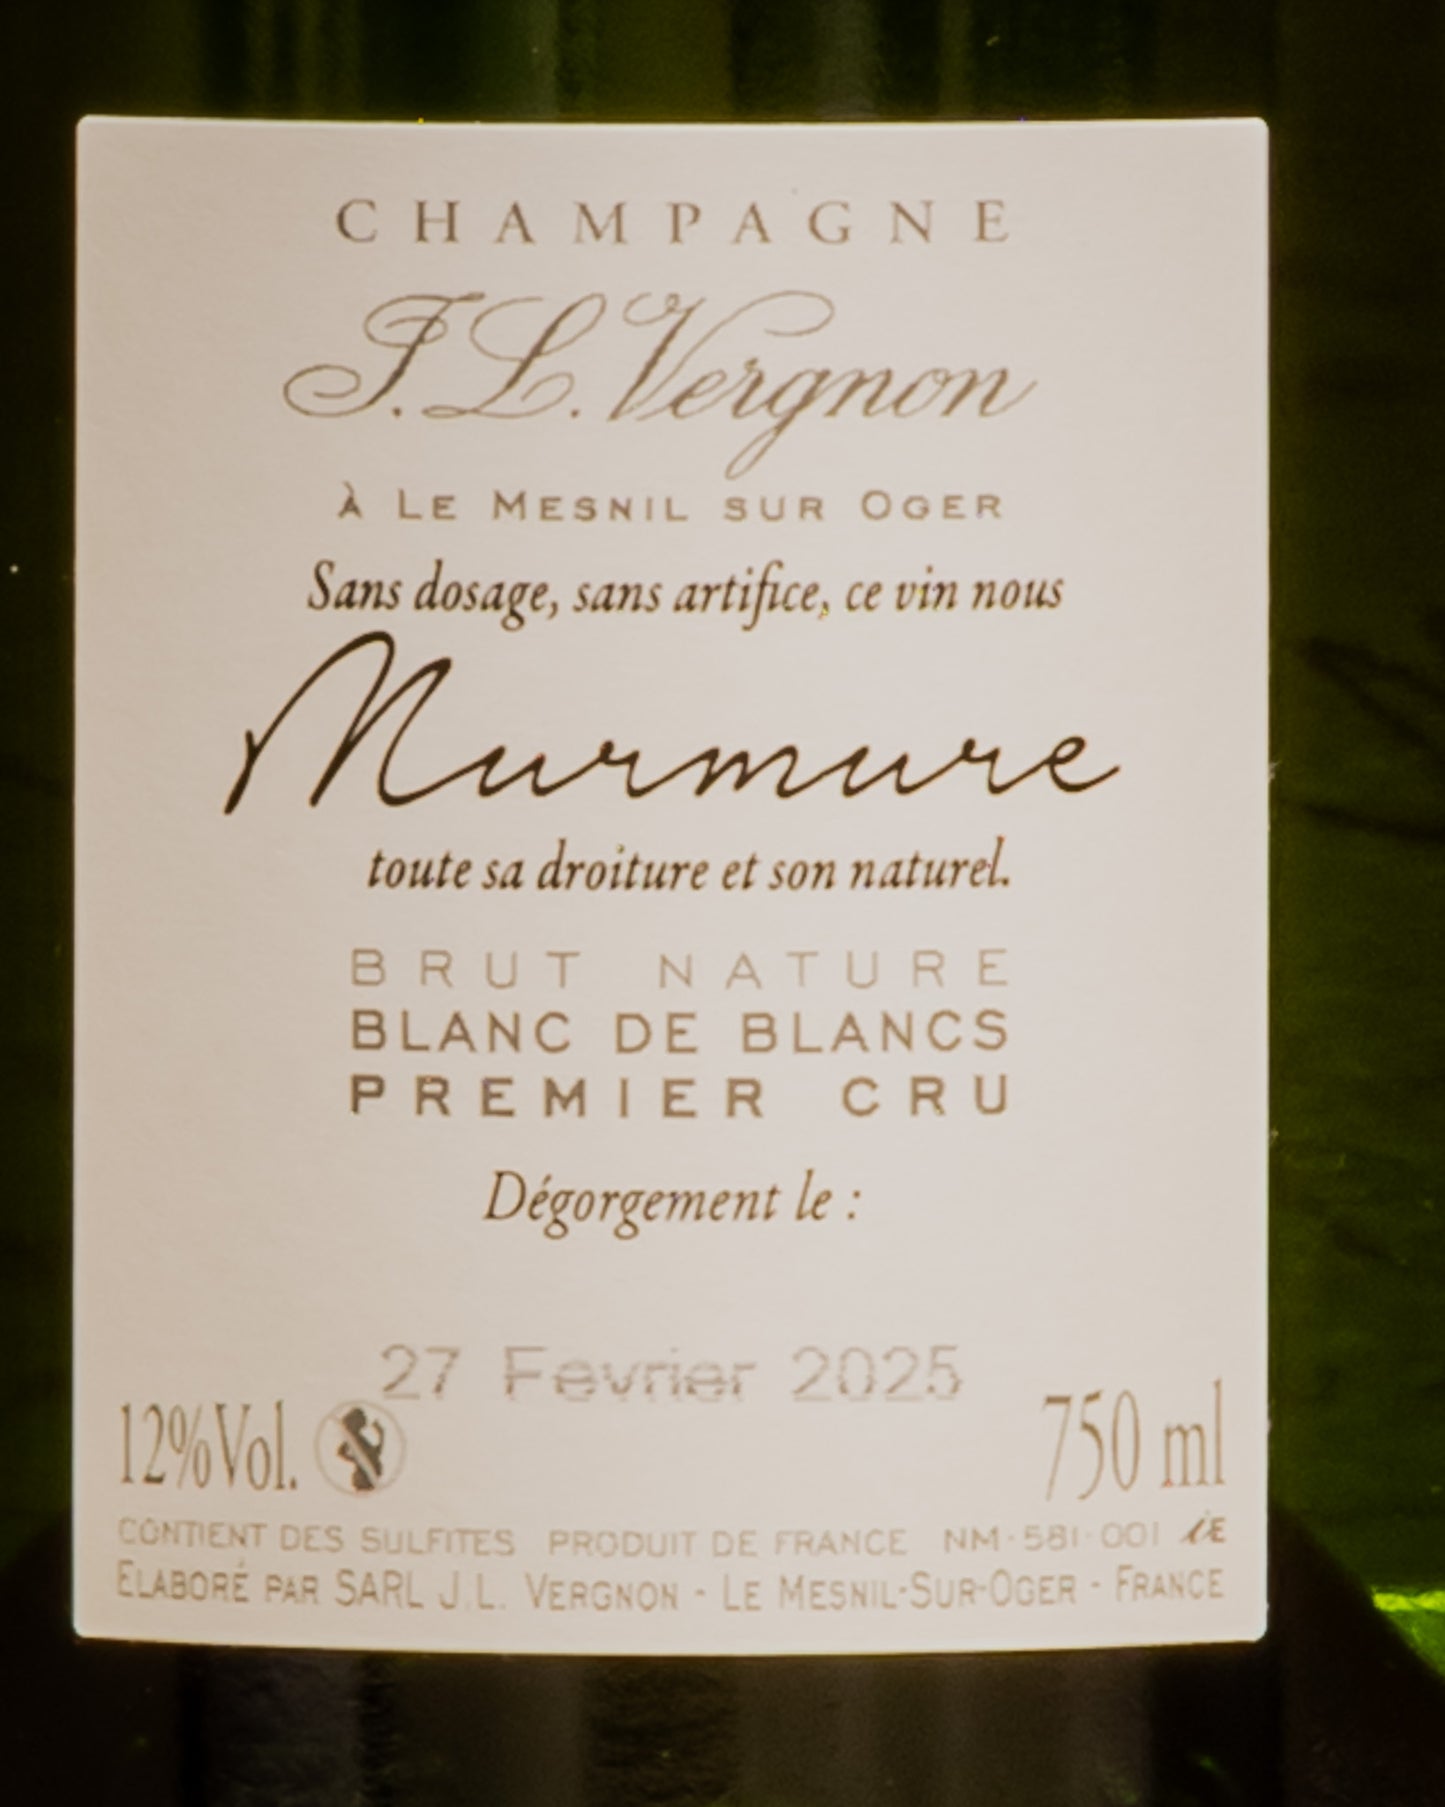 CHAMPAGNE
J.L.Vergnon
À LE MESNIL SUR OGER
Sans dosage, sans artifice, ce vin nous
Murmure
toute sa droiture et son naturel.
BRUT NATURE
BLANC DE BLANCS
PREMIER CRU
Dégorgement le :
27 Fevrier 2025
12%Vol. 750 ml
CONTIENT DES SULFITES PRODUIT DE FRANCE NM-581-001 iE
ELABORÉ PAR SARL J.L. VERGNON - LE MESNIL-SUR-OGER - FRANCE